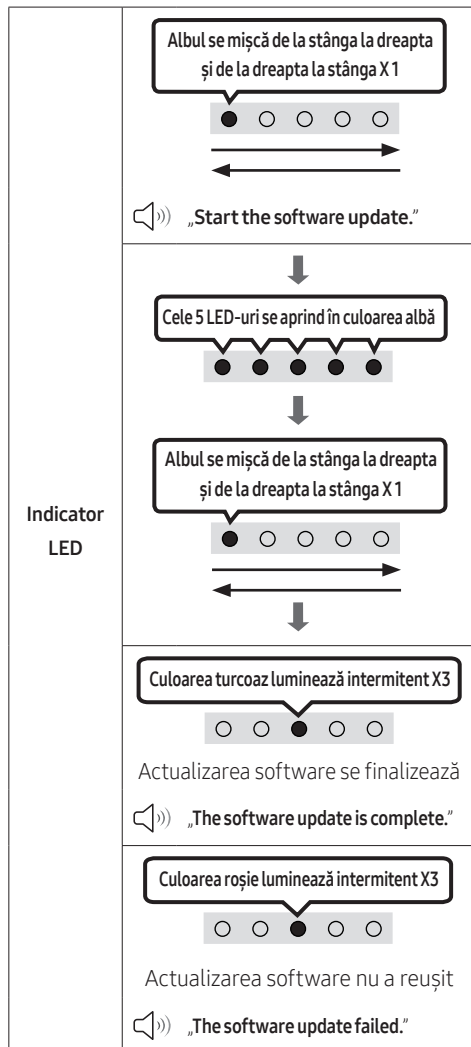 Albul se mișcă de la stânga la dreapta
și de la dreapta la stânga X 1
„Start the software update.”
Cele 5 LED-uri se aprind în culoarea albă
Albul se mișcă de la stânga la dreapta
și de la dreapta la stânga X 1
Indicator
LED
Culoarea turcoaz luminează intermitent X3
Actualizarea software se finalizează
„The software update is complete.”
Culoarea roșie luminează intermitent X3
Actualizarea software nu a reușit
„The software update failed.”